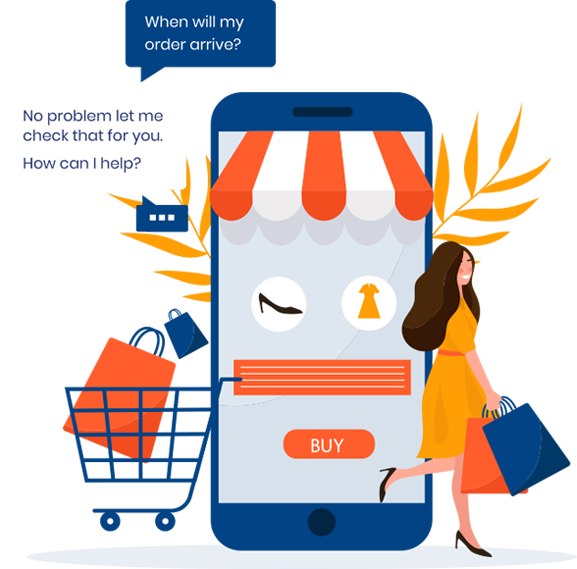 When will my
order arrive?
No problem let me
check that for you.
How can I help?
BUY